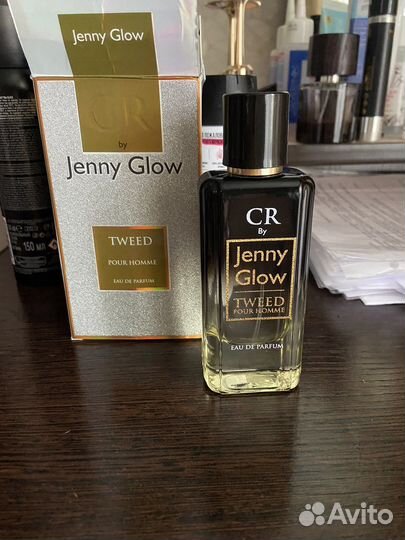 Jenny Glow
CR
by
Jenny Glow
TWEED
POUR HOMME
EAU DE PARFUM
150 МЛ
CR
By
Jenny
Glow
TWEED
POUR HOMME
EAU DE PARFUM
Avito